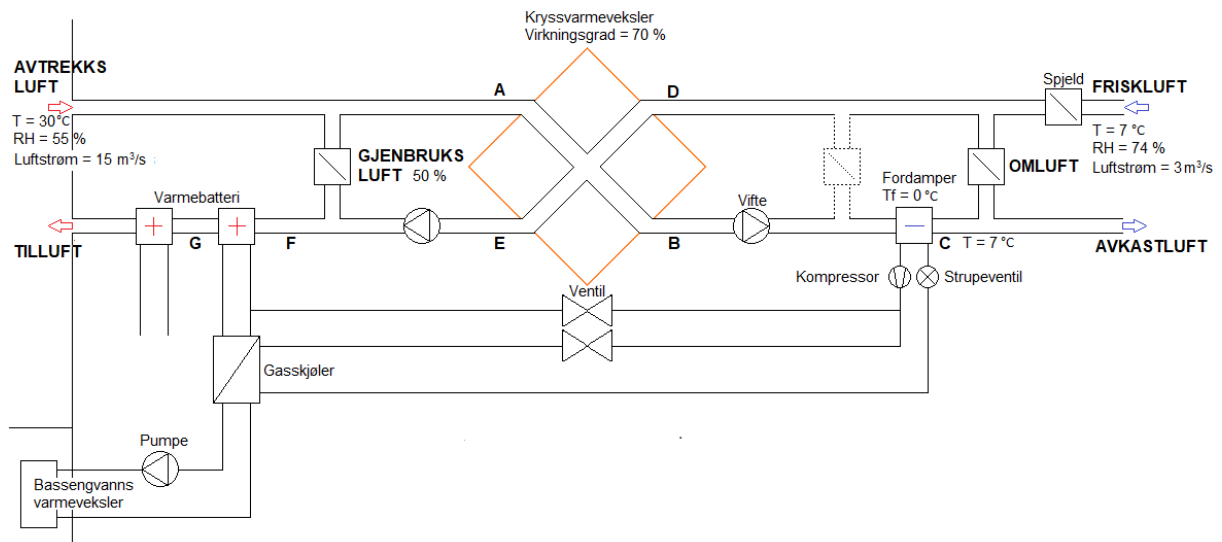 Kryssvarmeveksler
Virkningsgrad = 70 %
AVTREKKS
LUFT
T = 30°C
RH = 55 %
Luftstrøm = 15 m³/s
A
D
Spjeld
FRISKLUFT
T = 7 °C
RH = 74 %
Luftstrøm = 3 m³/s
GJENBRUKS
LUFT 50 %
OMLUFT
Varmebatteri
Vifte
Fordamper
Tf = 0 °C
TILLUFT
G
F
E
B
C
T = 7 °C
AVKASTLUFT
Kompressor
Strupeventil
Ventil
Gasskjøler
Pumpe
Bassengvanns
varmeveksler